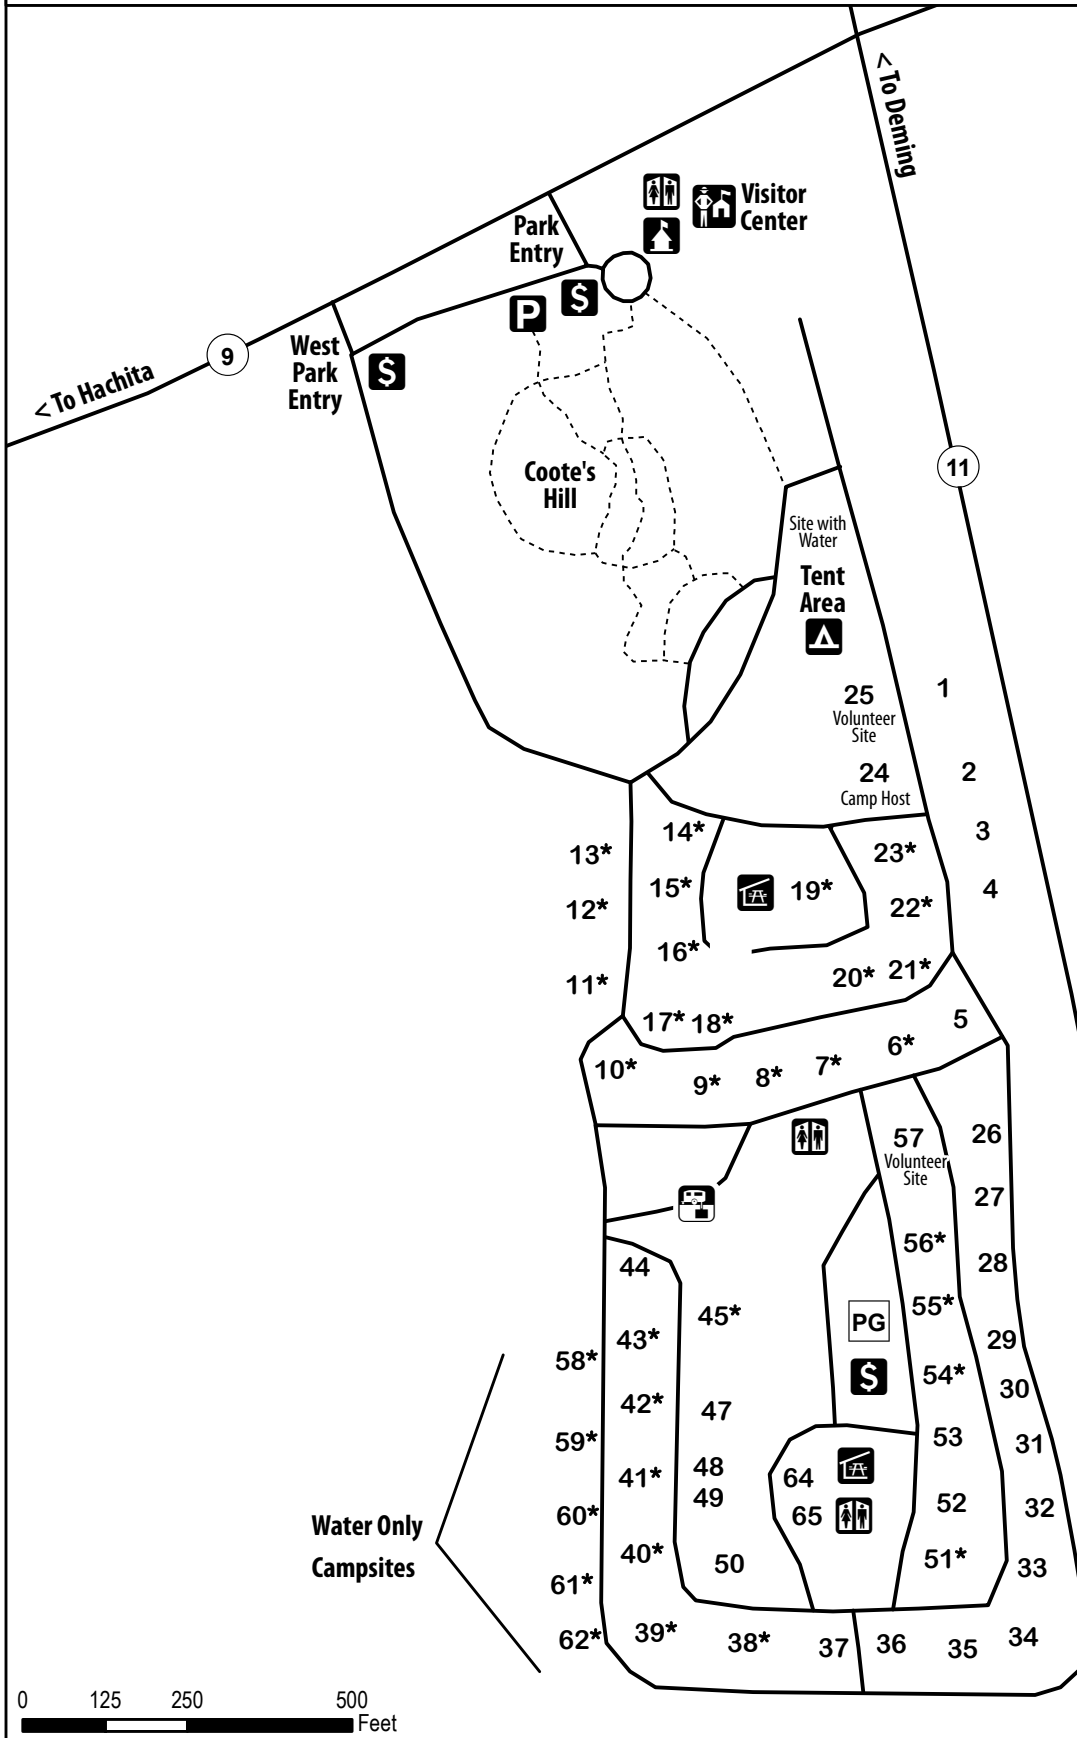 < To Deming
Visitor
Center
Park
Entry
$
P
West
Park
Entry
$
9
< To Hachita
11
Coote's
Hill
Site with
Water
Tent
Area
25
Volunteer
Site
1
24
Camp Host
2
3
4
14*
13*
23*
15*
19*
12*
22*
16*
11*
20*
21*
17*
18*
5
6*
10*
9*
8*
7*
57
Volunteer
Site
26
27
56*
28
44
45*
55*
PG
43*
29
58*
$
54*
30
42*
47
59*
53
31
41*
48
49
64
60*
65
52
32
Water Only
Campsites
40*
50
51*
33
61*
62*
39*
38*
37
36
35
34
0
125
250
500
Feet